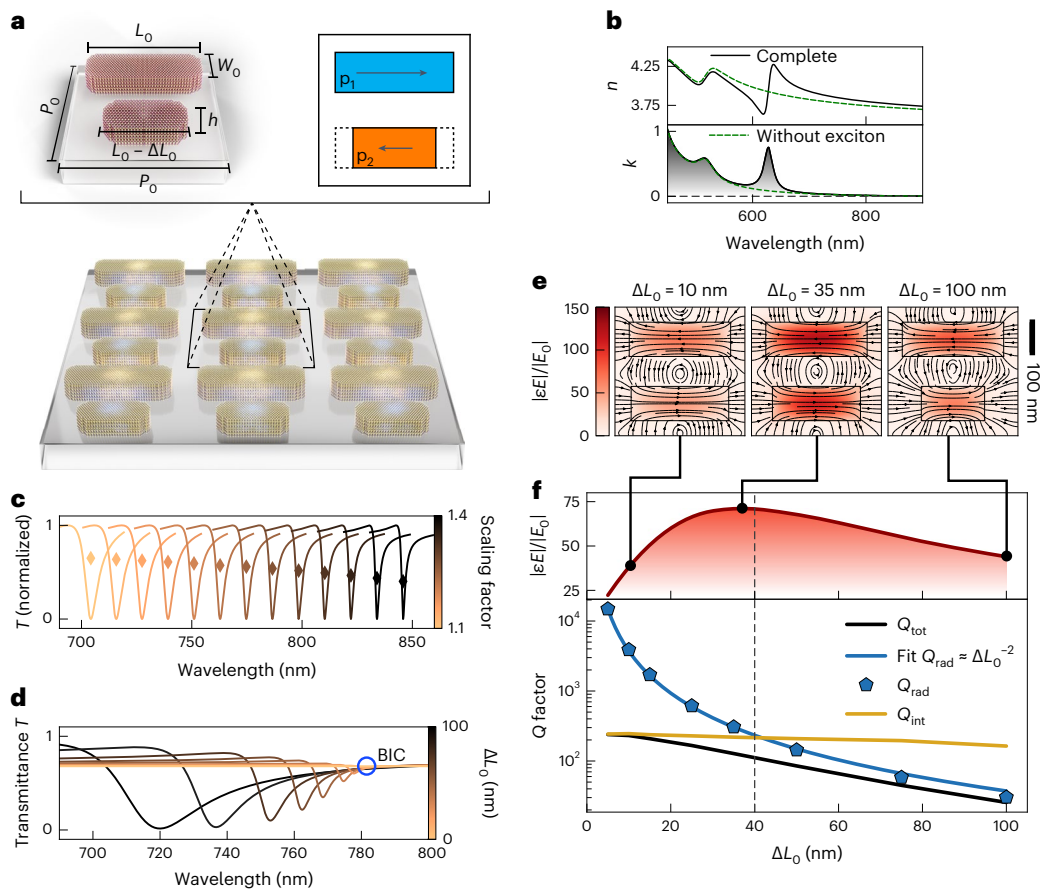 a
L₀
W₀
P₀
h
L₀ – ΔL₀
P₀
p₁
p₂
b
4.25
n
3.75
Complete
1
k
0
Without exciton
600
800
Wavelength (nm)
c
1
T (normalized)
0
700
750
800
850
Wavelength (nm)
1.4
Scaling factor
1.1
d
1
Transmittance T
0
BIC
700
720
740
760
780
800
Wavelength (nm)
100
ΔL₀ (nm)
0
e
ΔL₀ = 10 nm
ΔL₀ = 35 nm
ΔL₀ = 100 nm
150
100
50
0
|εE|/|E₀|
100 nm
f
75
50
25
|εE|/|E₀|
10⁴
10³
10²
Q factor
Q_tot
Fit Q_rad ≈ ΔL₀⁻²
Q_rad
Q_int
0
20
40
60
80
100
ΔL₀ (nm)